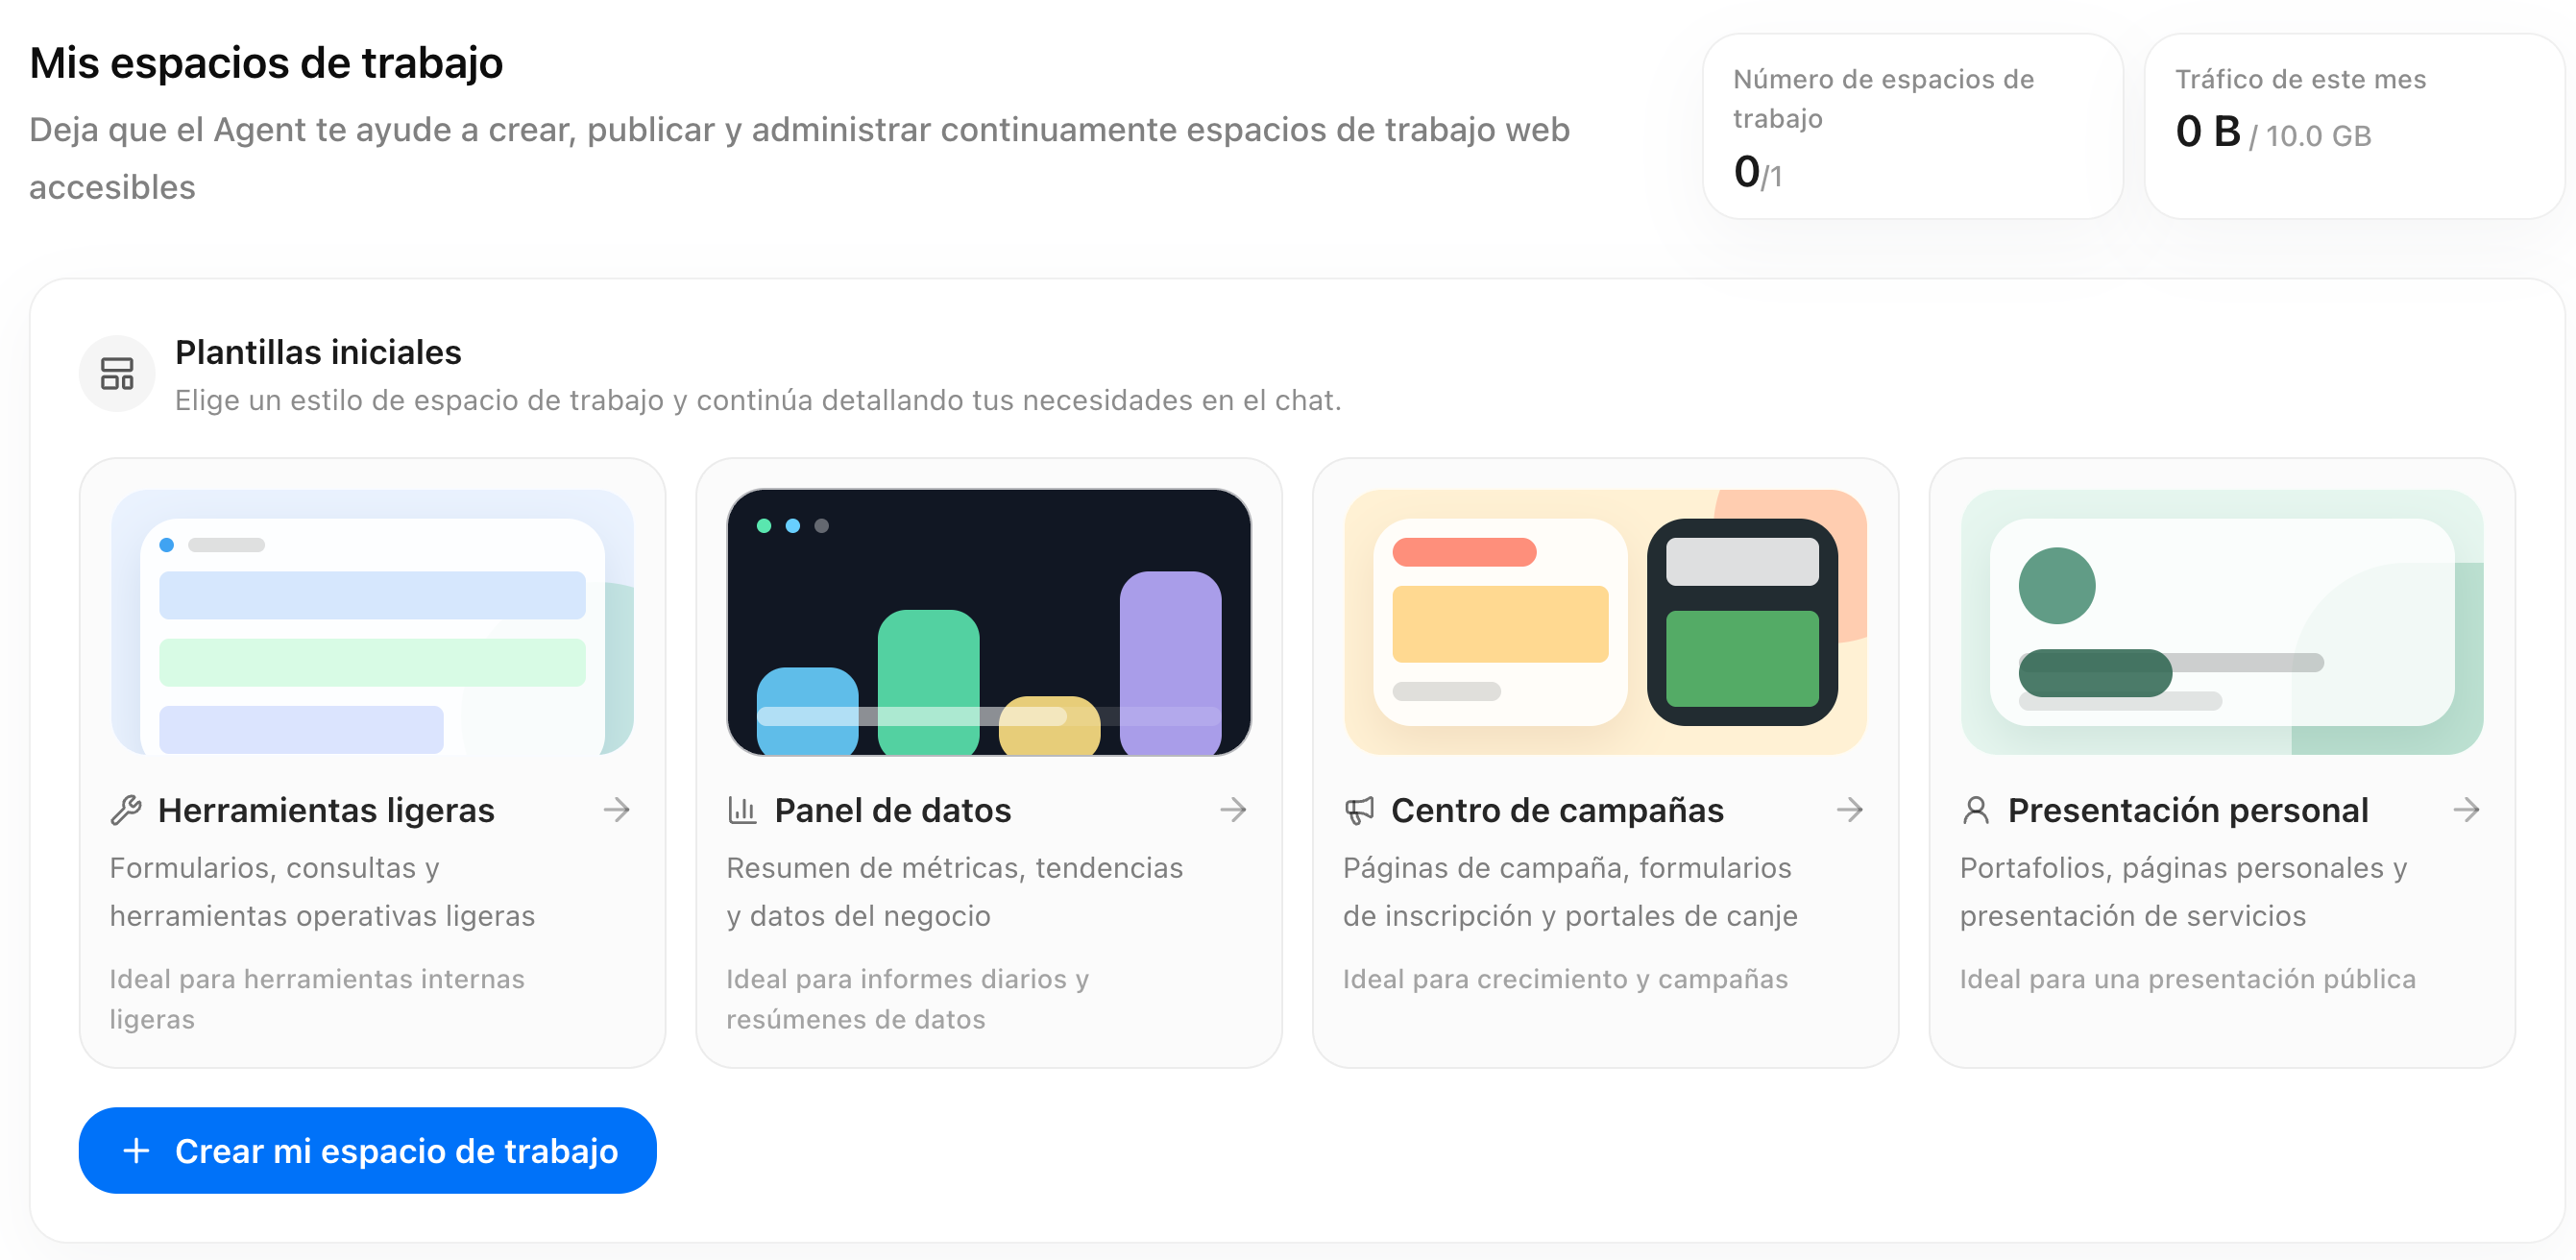 Mis espacios de trabajo
Deja que el Agent te ayude a crear, publicar y administrar continuamente espacios de trabajo web
accesibles
Número de espacios de
trabajo
0/1
Tráfico de este mes
0 B / 10.0 GB
Plantillas iniciales
Elige un estilo de espacio de trabajo y continúa detallando tus necesidades en el chat.
Herramientas ligeras
Formularios, consultas y
herramientas operativas ligeras
Ideal para herramientas internas
ligeras
Panel de datos
Resumen de métricas, tendencias
y datos del negocio
Ideal para informes diarios y
resúmenes de datos
Centro de campañas
Páginas de campaña, formularios
de inscripción y portales de canje
Ideal para crecimiento y campañas
Presentación personal
Portafolios, páginas personales y
presentación de servicios
Ideal para una presentación pública
Crear mi espacio de trabajo